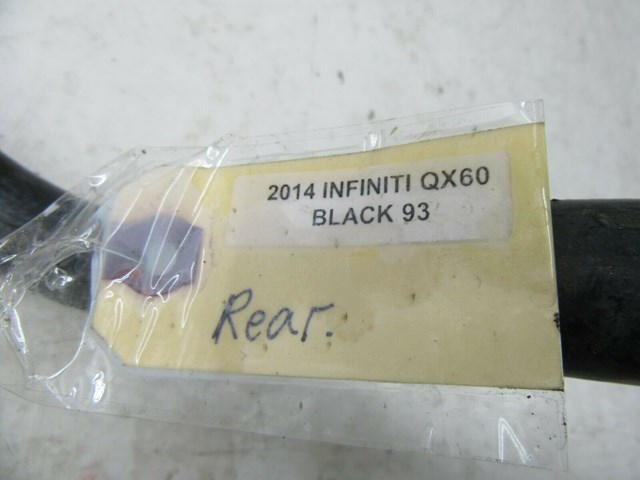 2014 INFINITI QX60
BLACK 93
Rear.